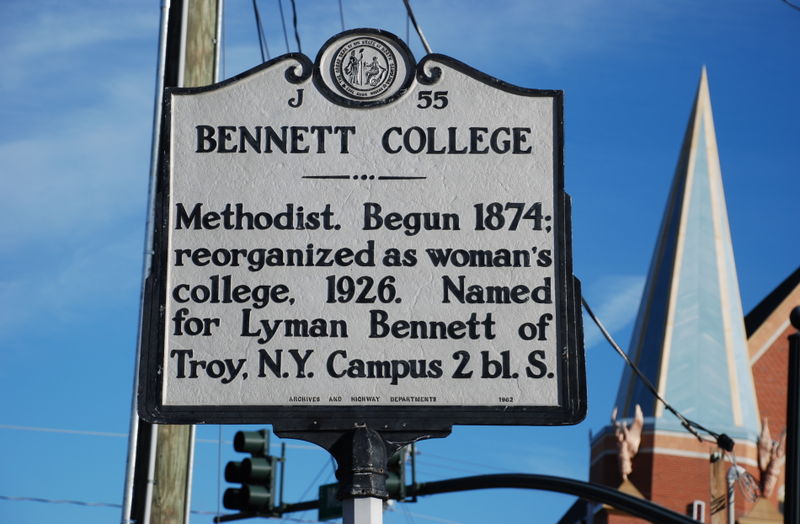 J 55
BENNETT COLLEGE
Methodist. Begun 1874;
reorganized as woman's
college, 1926. Named
for Lyman Bennett of
Troy, N.Y. Campus 2 bl. S.
ARCHIVES AND HIGHWAY DEPARTMENTS 1962